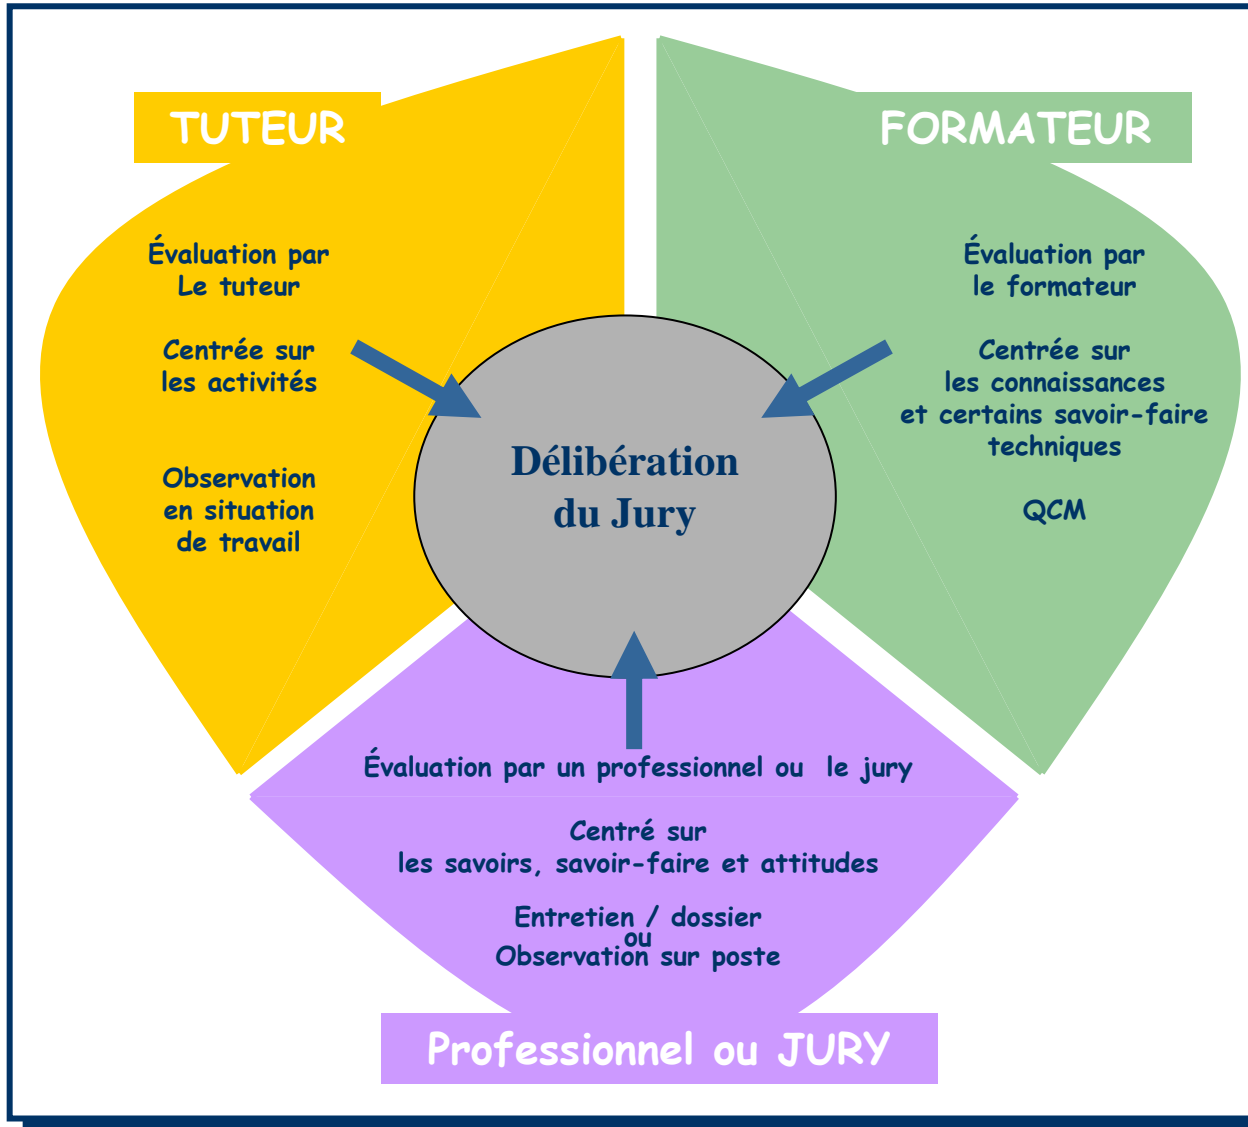 TUTEUR
Évaluation par
Le tuteur
Centrée sur
les activités
Observation
en situation
de travail
FORMATEUR
Évaluation par
le formateur
Centrée sur
les connaissances
et certains savoir-faire
techniques
QCM
Délibération
du Jury
Évaluation par un professionnel ou le jury
Centré sur
les savoirs, savoir-faire et attitudes
Entretien / dossier
ou
Observation sur poste
Professionnel ou JURY